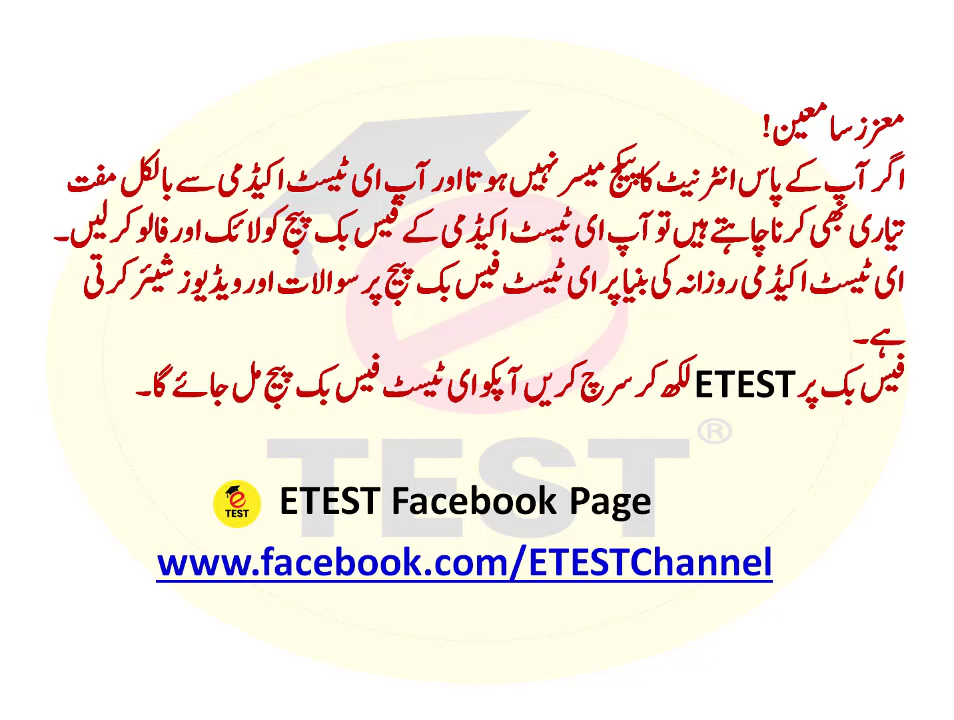 معزز سامعین!
اگر آپ کے پاس انٹرنیٹ کا پیکج میسر نہیں ہوتا اور آپ ای ٹیسٹ اکیڈمی سے بالکل مفت
تیاری بھی کرنا چاہتے ہیں تو آپ ای ٹیسٹ اکیڈمی کے فیس بک پیج کو لائک اور فالو کر لیں۔
ای ٹیسٹ اکیڈمی روزانہ کی بنیا پر ای ٹیسٹ فیس بک پیج پر سوالات اور ویڈیوز شیئر کرتی
ہے۔
فیس بک پر ETEST لکھ کر سرچ کریں آپکو ای ٹیسٹ فیس بک پیج مل جائے گا۔
e
TEST®
e
TEST
ETEST Facebook Page
www.facebook.com/ETESTChannel